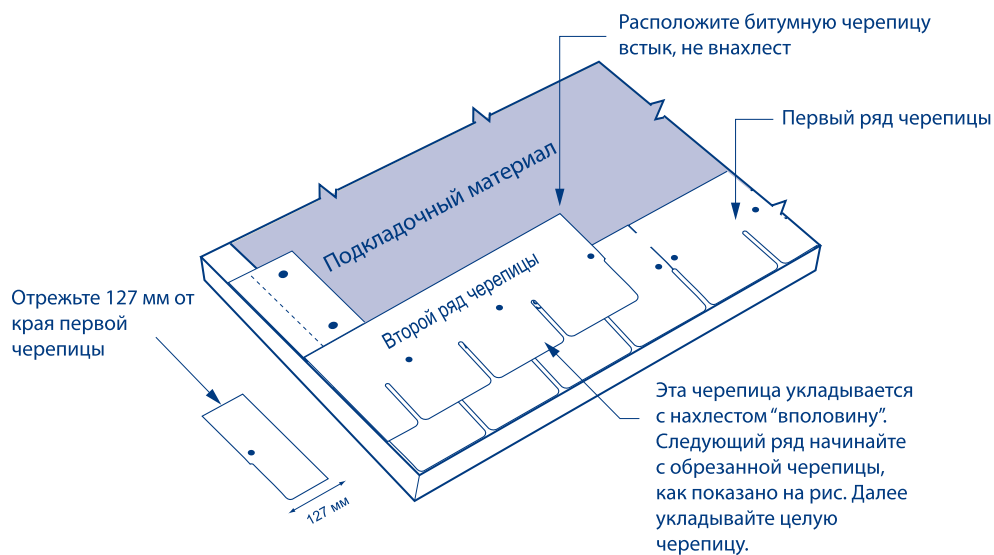 Расположите битумную черепицу
встык, не внахлест
Первый ряд черепицы
Подкладочный материал
Второй ряд черепицы
Отрежьте 127 мм от
края первой
черепицы
127 мм
Эта черепица укладывается
с нахлестом “вполовину”.
Следующий ряд начинайте
с обрезанной черепицы,
как показано на рис. Далее
укладывайте целую
черепицу.